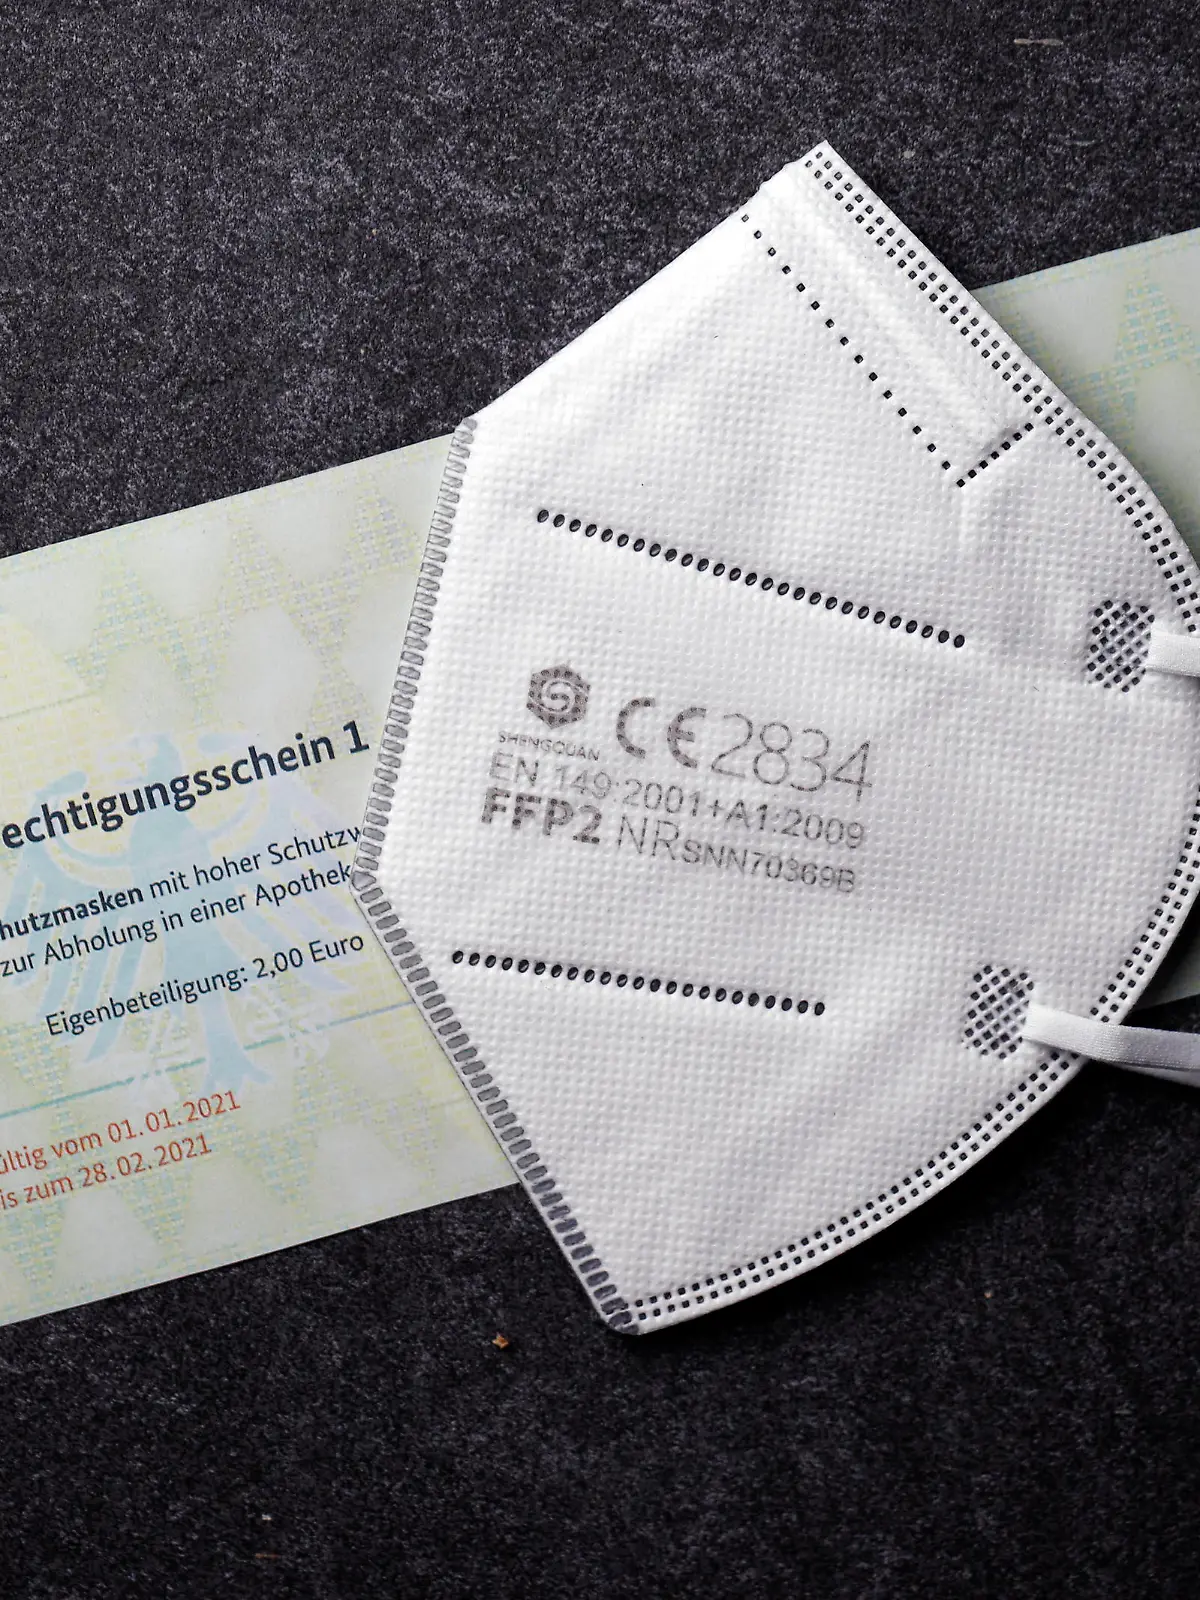 echtigungsschein 1
hutzmasken mit hoher Schutzw
zur Abholung in einer Apothek
Eigenbeteiligung: 2,00 Euro
ültig vom 01.01.2021
is zum 28.02.2021
SHENGQUAN
CE2834
EN 149:2001+A1:2009
FFP2 NR SNN70369B